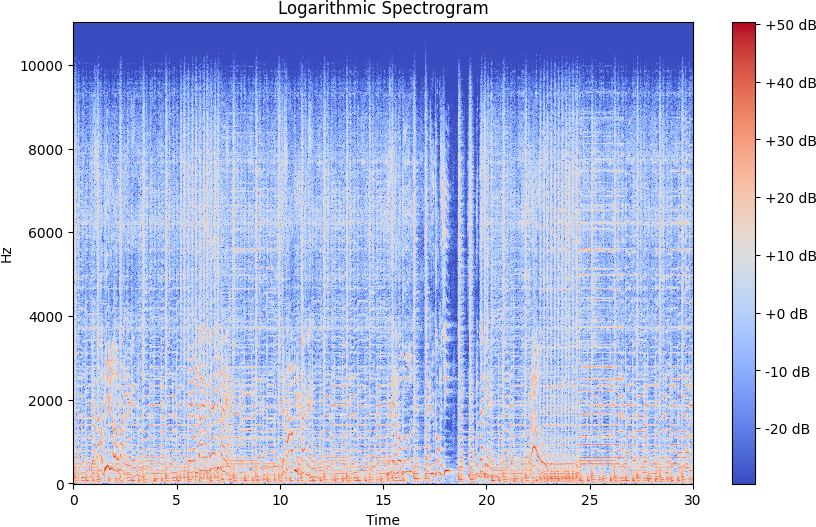 Logarithmic Spectrogram
Hz
10000
8000
6000
4000
2000
0
0 5 10 15 20 25 30
Time
+50 dB
+40 dB
+30 dB
+20 dB
+10 dB
+0 dB
-10 dB
-20 dB